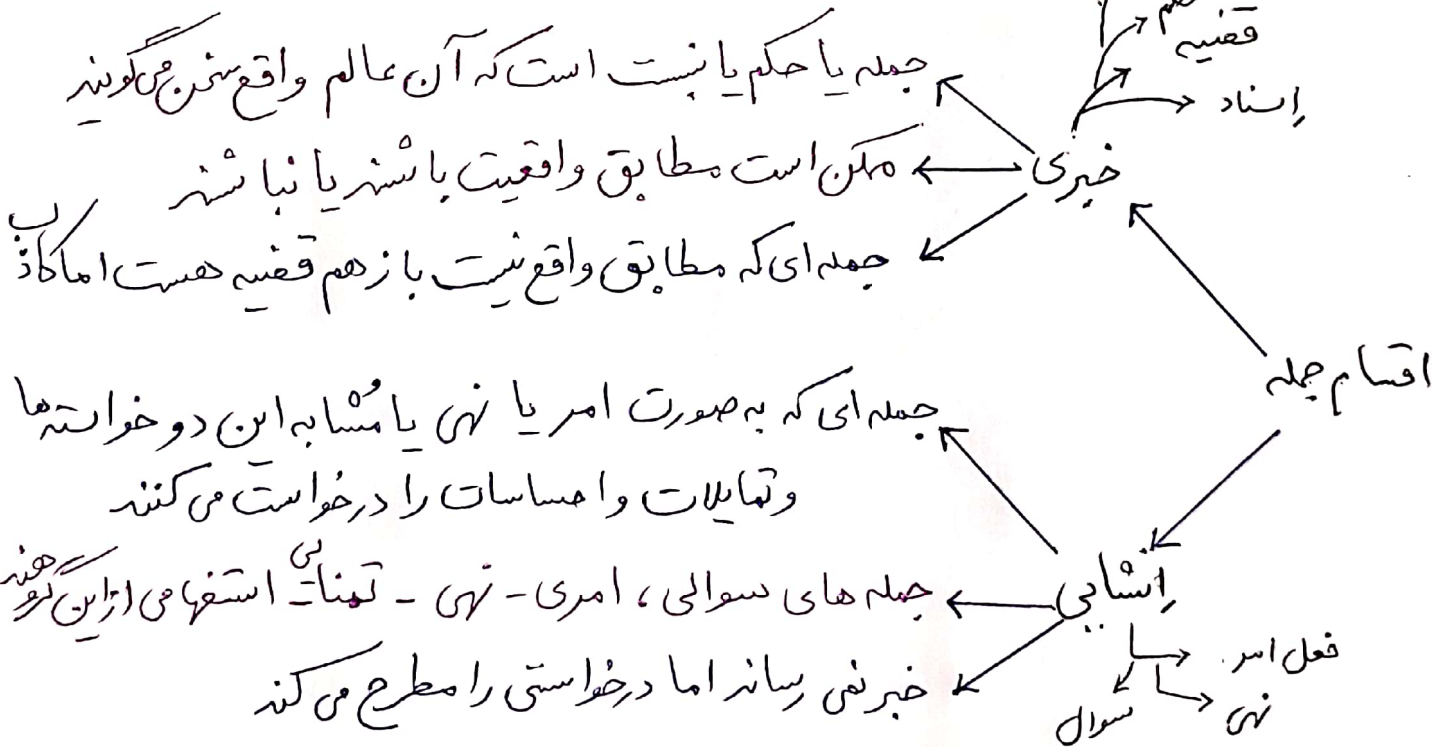 قضیه
إسناد
جمله یا حکم یا نسبت است که آن عالم واقع سخن می‌گویند
خبری
ممکن است مطابق واقعیت باشند یا نباشند
جمله ای که مطابق واقع نیست باز هم قضیه هست اما کاذب
اقسام جمله
جمله ای که به صورت امر یا نهی یا مُشابه این دو خواسته ها
و تمایلات و احساسات را درخواست می کنند
إنشایی
جمله های سوالی، امری - نهی - تمنایی - استفهامی از این گروهند
خبر نمی رساند اما درخواستی را مطرح می کند
فعل امر
نهی
سوال